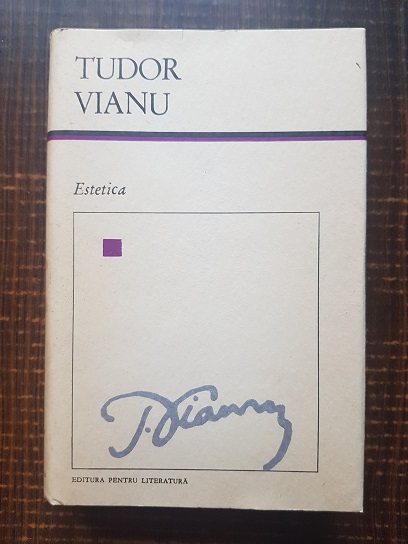 TUDOR
VIANU
Estetica
T. Vianu
EDITURA PENTRU LITERATURĂ